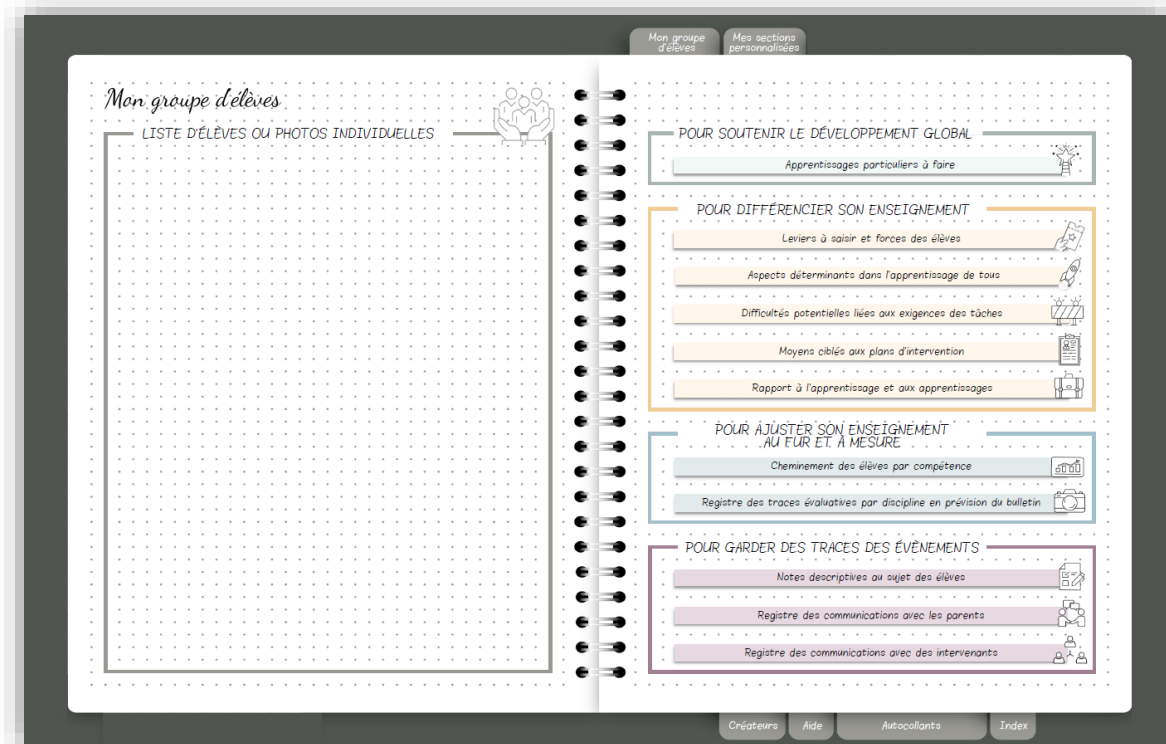 Mon groupe
d'élèves
Mes sections
personnalisées
Mon groupe d'élèves
LISTE D'ÉLÈVES OU PHOTOS INDIVIDUELLES
POUR SOUTENIR LE DÉVELOPPEMENT GLOBAL
Apprentissages particuliers à faire
POUR DIFFÉRENCIER SON ENSEIGNEMENT
Leviers à saisir et forces des élèves
Aspects déterminants dans l'apprentissage de tous
Difficultés potentielles liées aux exigences des tâches
Moyens ciblés aux plans d'intervention
Rapport à l'apprentissage et aux apprentissages
POUR AJUSTER SON ENSEIGNEMENT
AU FUR ET À MESURE
Cheminement des élèves par compétence
Registre des traces évaluatives par discipline en prévision du bulletin
POUR GARDER DES TRACES DES ÉVÈNEMENTS
Notes descriptives au sujet des élèves
Registre des communications avec les parents
Registre des communications avec des intervenants
Créateurs
Aide
Autocollants
Index